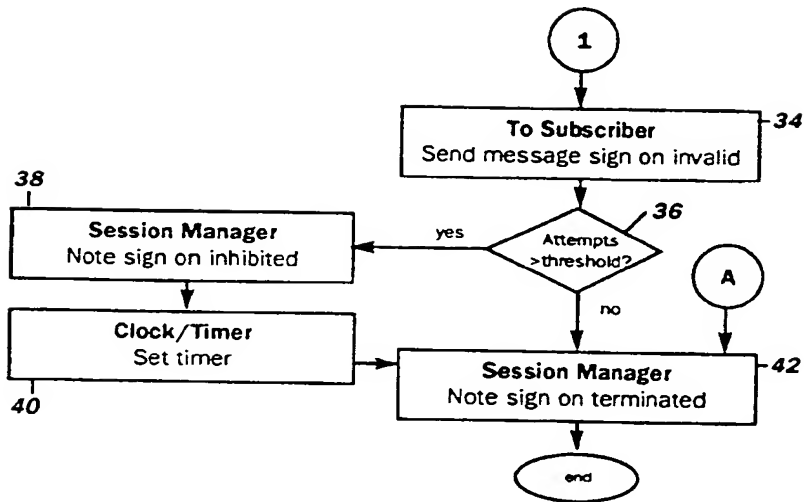 1
To Subscriber
Send message sign on invalid
34
38
Session Manager
Note sign on inhibited
yes
Attempts
>threshold?
36
A
no
Clock/Timer
Set timer
40
Session Manager
Note sign on terminated
42
end